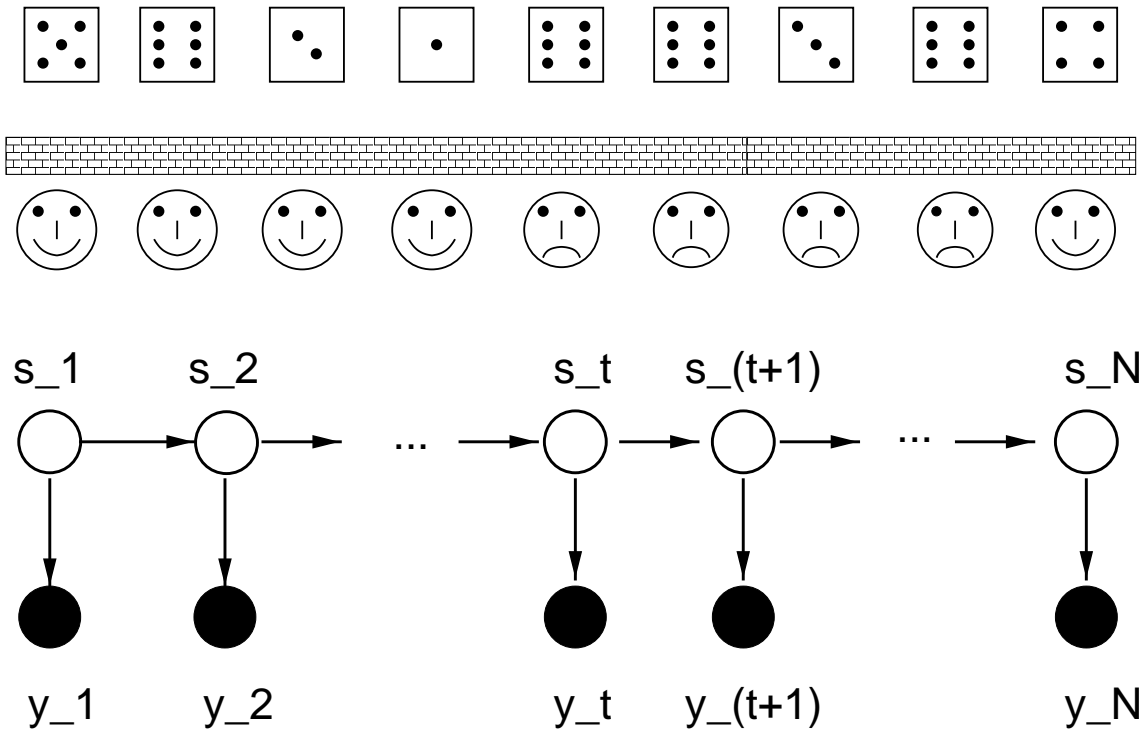 s_1 s_2 s_t s_(t+1) s_N
... ...
y_1 y_2 y_t y_(t+1) y_N